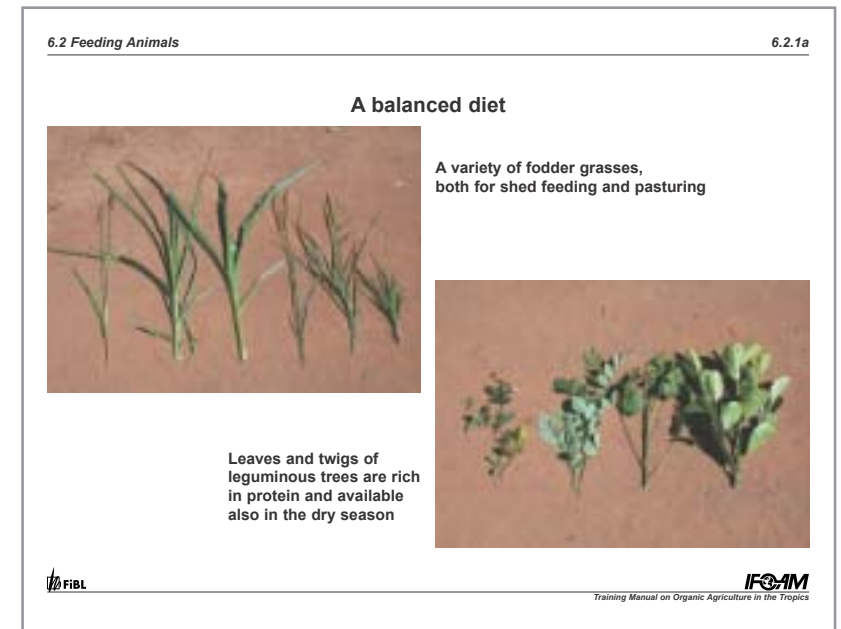 6.2 Feeding Animals
6.2.1a
A balanced diet
A variety of fodder grasses,
both for shed feeding and pasturing
Leaves and twigs of
leguminous trees are rich
in protein and available
also in the dry season
FiBL
IFOAM
Training Manual on Organic Agriculture in the Tropics